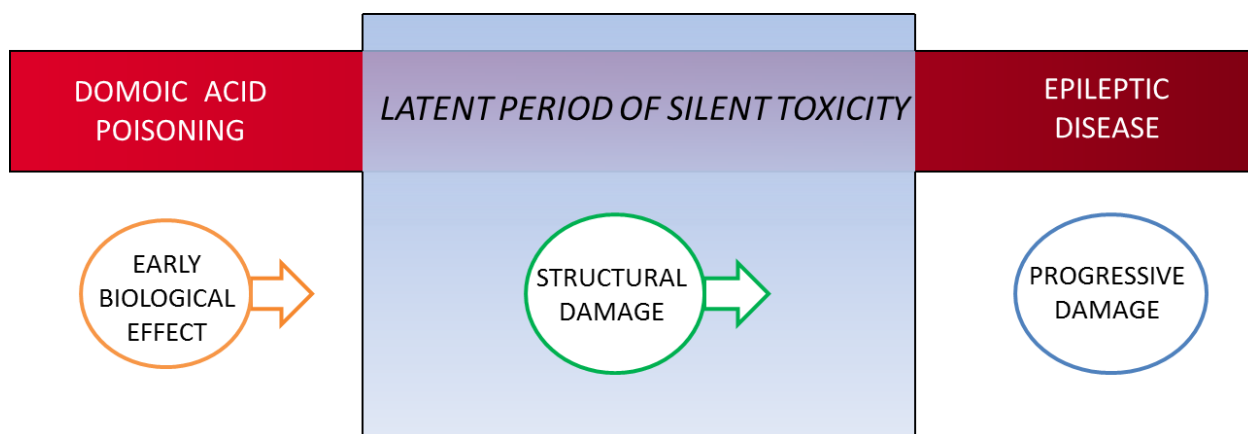 DOMOIC ACID
POISONING
LATENT PERIOD OF SILENT TOXICITY
EPILEPTIC
DISEASE
EARLY
BIOLOGICAL
EFFECT
STRUCTURAL
DAMAGE
PROGRESSIVE
DAMAGE